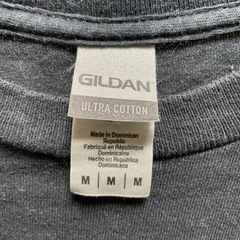 GILDAN
ULTRA COTTON
Made in Dominican
Republic
Fabriqué en République
Dominicaine
Hecho en República
Dominicana
M M M